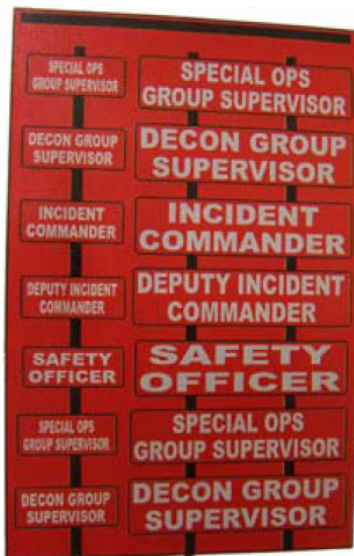 SPECIAL OPS
GROUP SUPERVISOR
SPECIAL OPS
GROUP SUPERVISOR
DECON GROUP
SUPERVISOR
DECON GROUP
SUPERVISOR
INCIDENT
COMMANDER
INCIDENT
COMMANDER
DEPUTY INCIDENT
COMMANDER
DEPUTY INCIDENT
COMMANDER
SAFETY
OFFICER
SAFETY
OFFICER
SPECIAL OPS
GROUP SUPERVISOR
SPECIAL OPS
GROUP SUPERVISOR
DECON GROUP
SUPERVISOR
DECON GROUP
SUPERVISOR